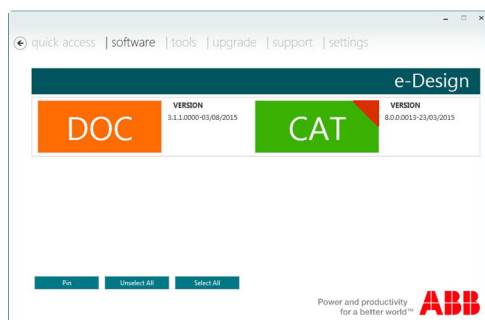 quick access | software | tools | upgrade | support | settings
e-Design
DOC
VERSION
3.1.1.0000-03/08/2015
CAT
VERSION
8.0.0.0013-23/03/2015
Pin
Unselect All
Select All
Power and productivity
for a better world™
ABB